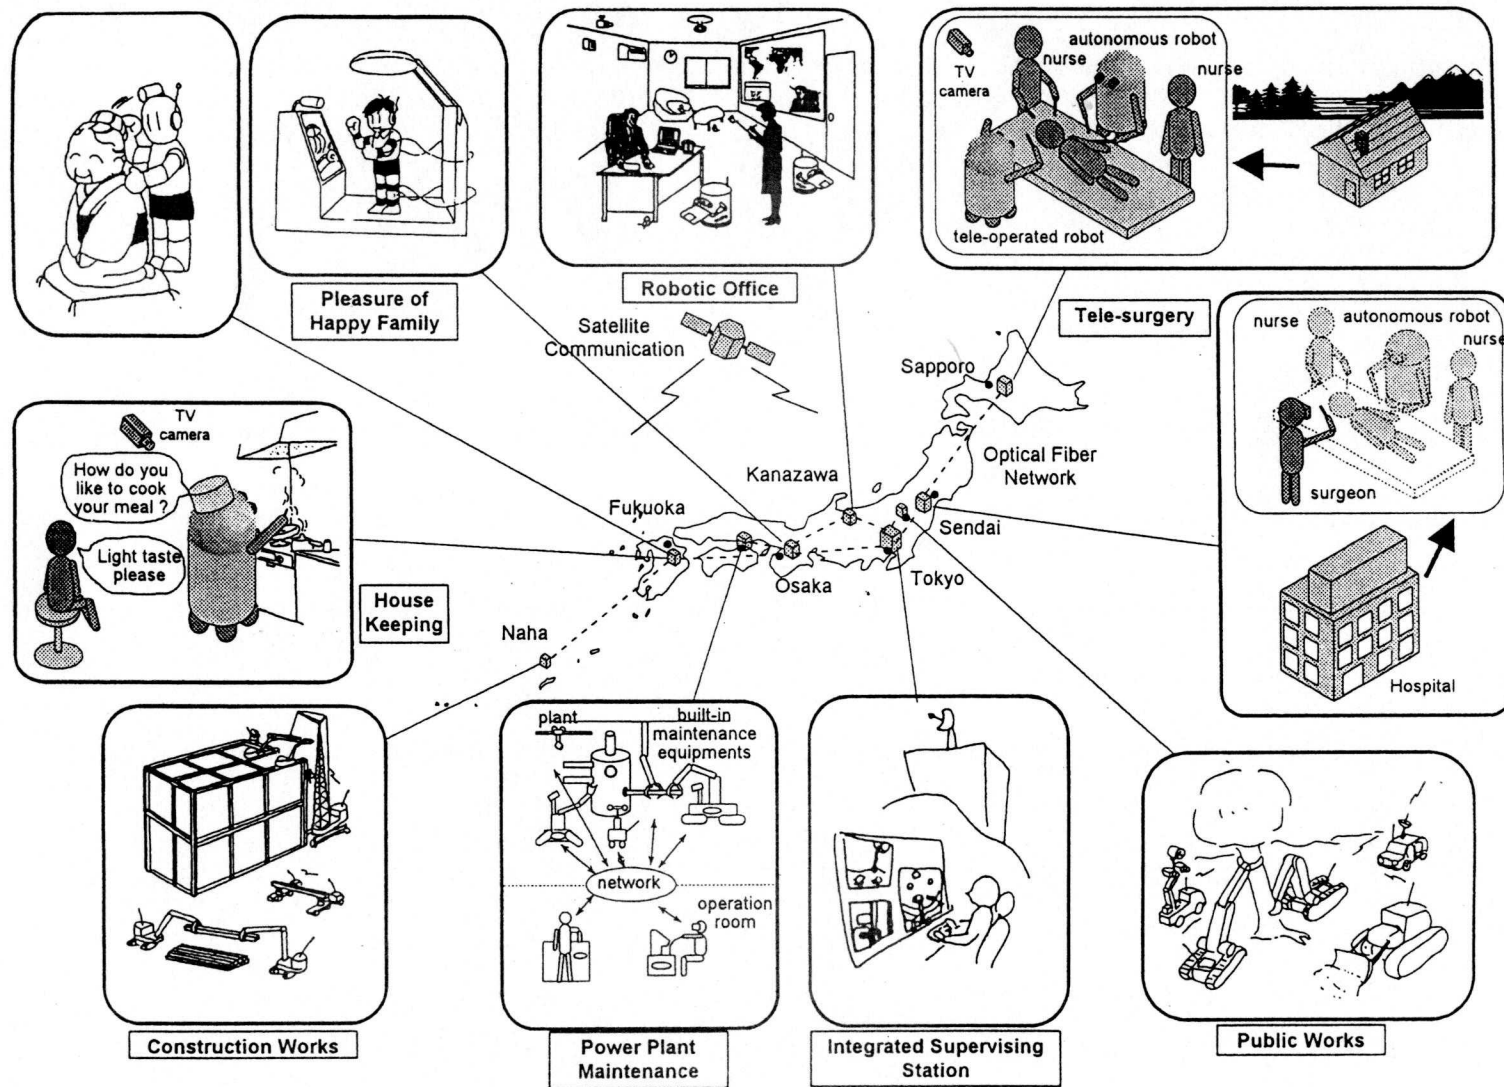 Pleasure of
Happy Family
Robotic Office
TV
camera
nurse
autonomous robot
nurse
tele-operated robot
Tele-surgery
nurse
autonomous robot
nurse
surgeon
Hospital
Satellite
Communication
Sapporo
Optical Fiber
Network
Kanazawa
Fukuoka
Sendai
Osaka
Tokyo
Naha
TV
camera
How do you
like to cook
your meal ?
Light taste
please
House
Keeping
Construction Works
plant
built-in
maintenance
equipments
network
operation
room
Power Plant
Maintenance
Integrated Supervising
Station
Public Works